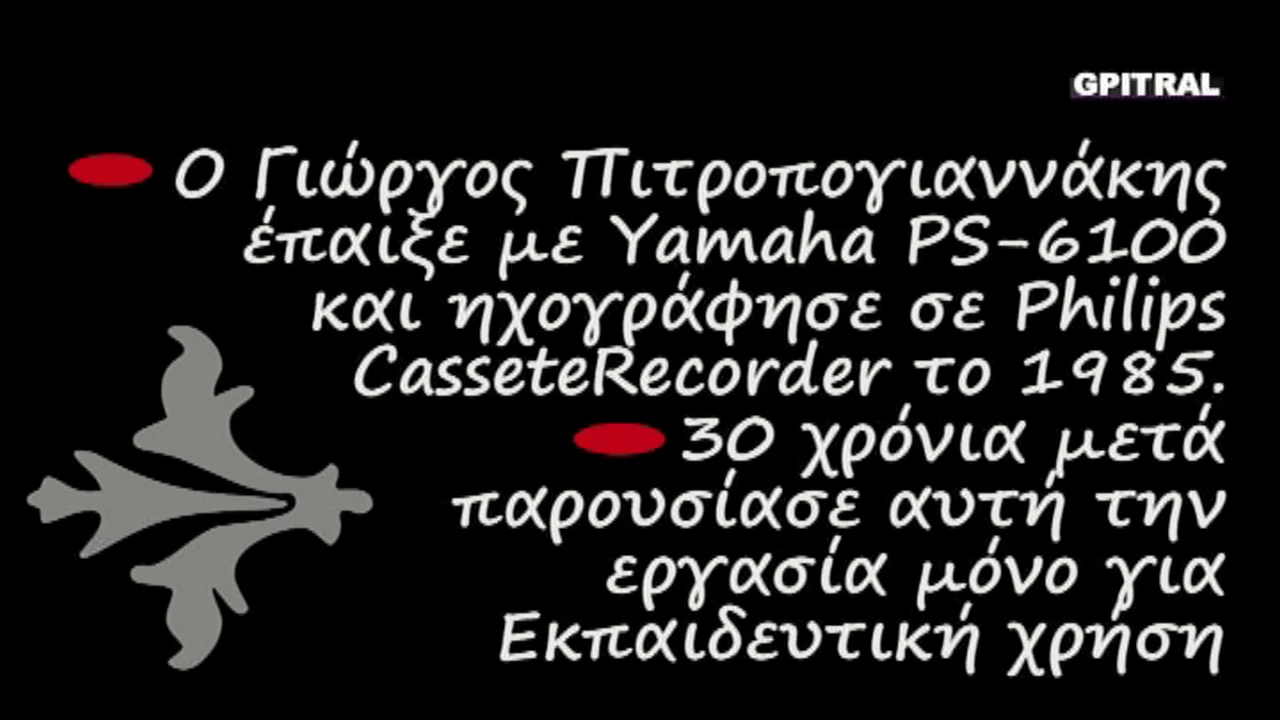 GPITRAL
Ο Γιώργος Πιτροπογιαννάκης
έπαιξε με Yamaha PS-6100
και ηχογράφησε σε Philips
CasseteRecorder το 1985.
30 χρόνια μετά
παρουσίασε αυτή την
εργασία μόνο για
Εκπαιδευτική χρήση